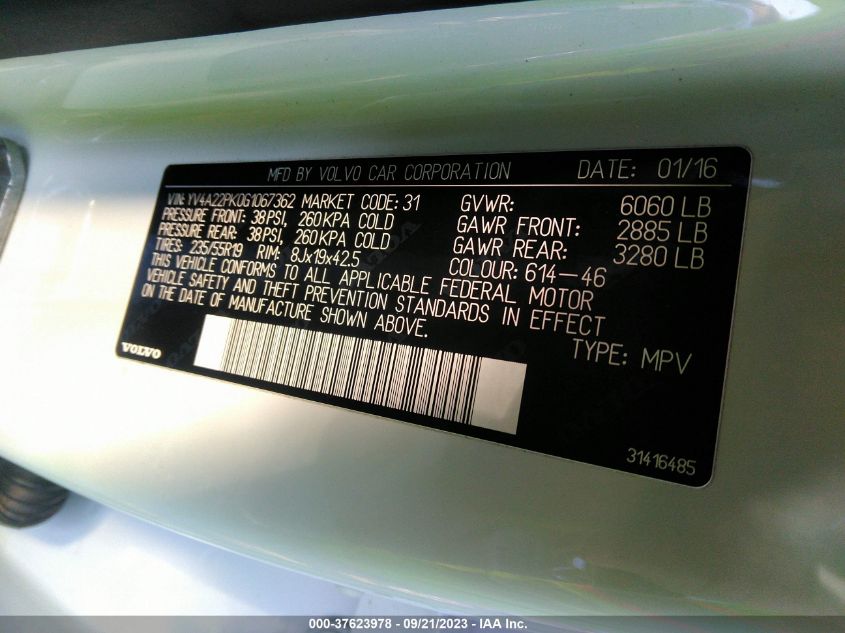 MFD BY VOLVO CAR CORPORATION DATE: 01/16
VIN: YV4A22PK0G1067362 MARKET CODE: 31
PRESSURE FRONT: 38PSI, 260KPA COLD
PRESSURE REAR: 38PSI, 260KPA COLD
TIRES: 235/55R19 RIM: 8Jx19x42.5
GVWR: 6060 LB
GAWR FRONT: 2885 LB
GAWR REAR: 3280 LB
COLOUR: 614-46
THIS VEHICLE CONFORMS TO ALL APPLICABLE FEDERAL MOTOR
VEHICLE SAFETY AND THEFT PREVENTION STANDARDS IN EFFECT
ON THE DATE OF MANUFACTURE SHOWN ABOVE.
TYPE: MPV
VOLVO
31416485
000-37623978 - 09/21/2023 - IAA Inc.